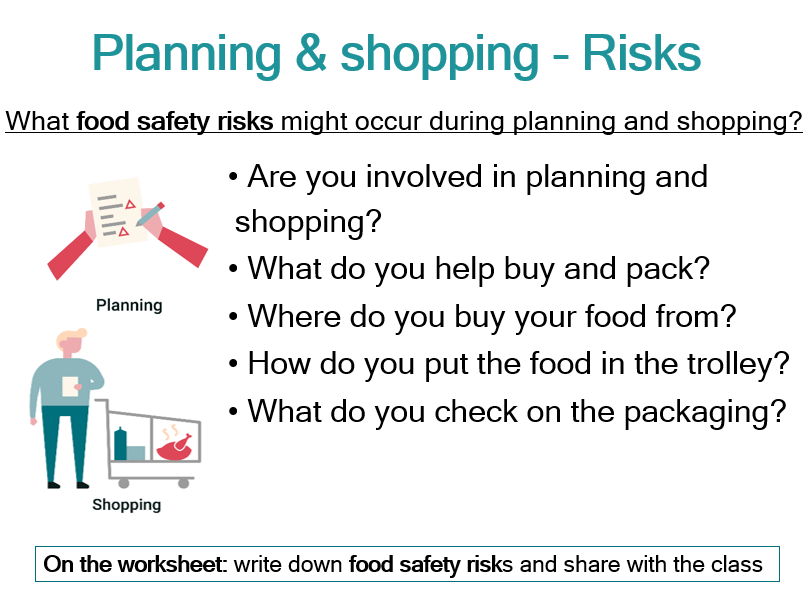 Planning & shopping - Risks
What food safety risks might occur during planning and shopping?
• Are you involved in planning and
shopping?
• What do you help buy and pack?
• Where do you buy your food from?
• How do you put the food in the trolley?
• What do you check on the packaging?
Planning
Shopping
On the worksheet: write down food safety risks and share with the class